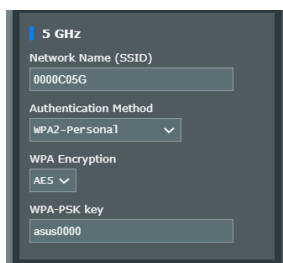 5 GHz
Network Name (SSID)
0000C05G
Authentication Method
WPA2-Personal
WPA Encryption
AES
WPA-PSK key
asus0000